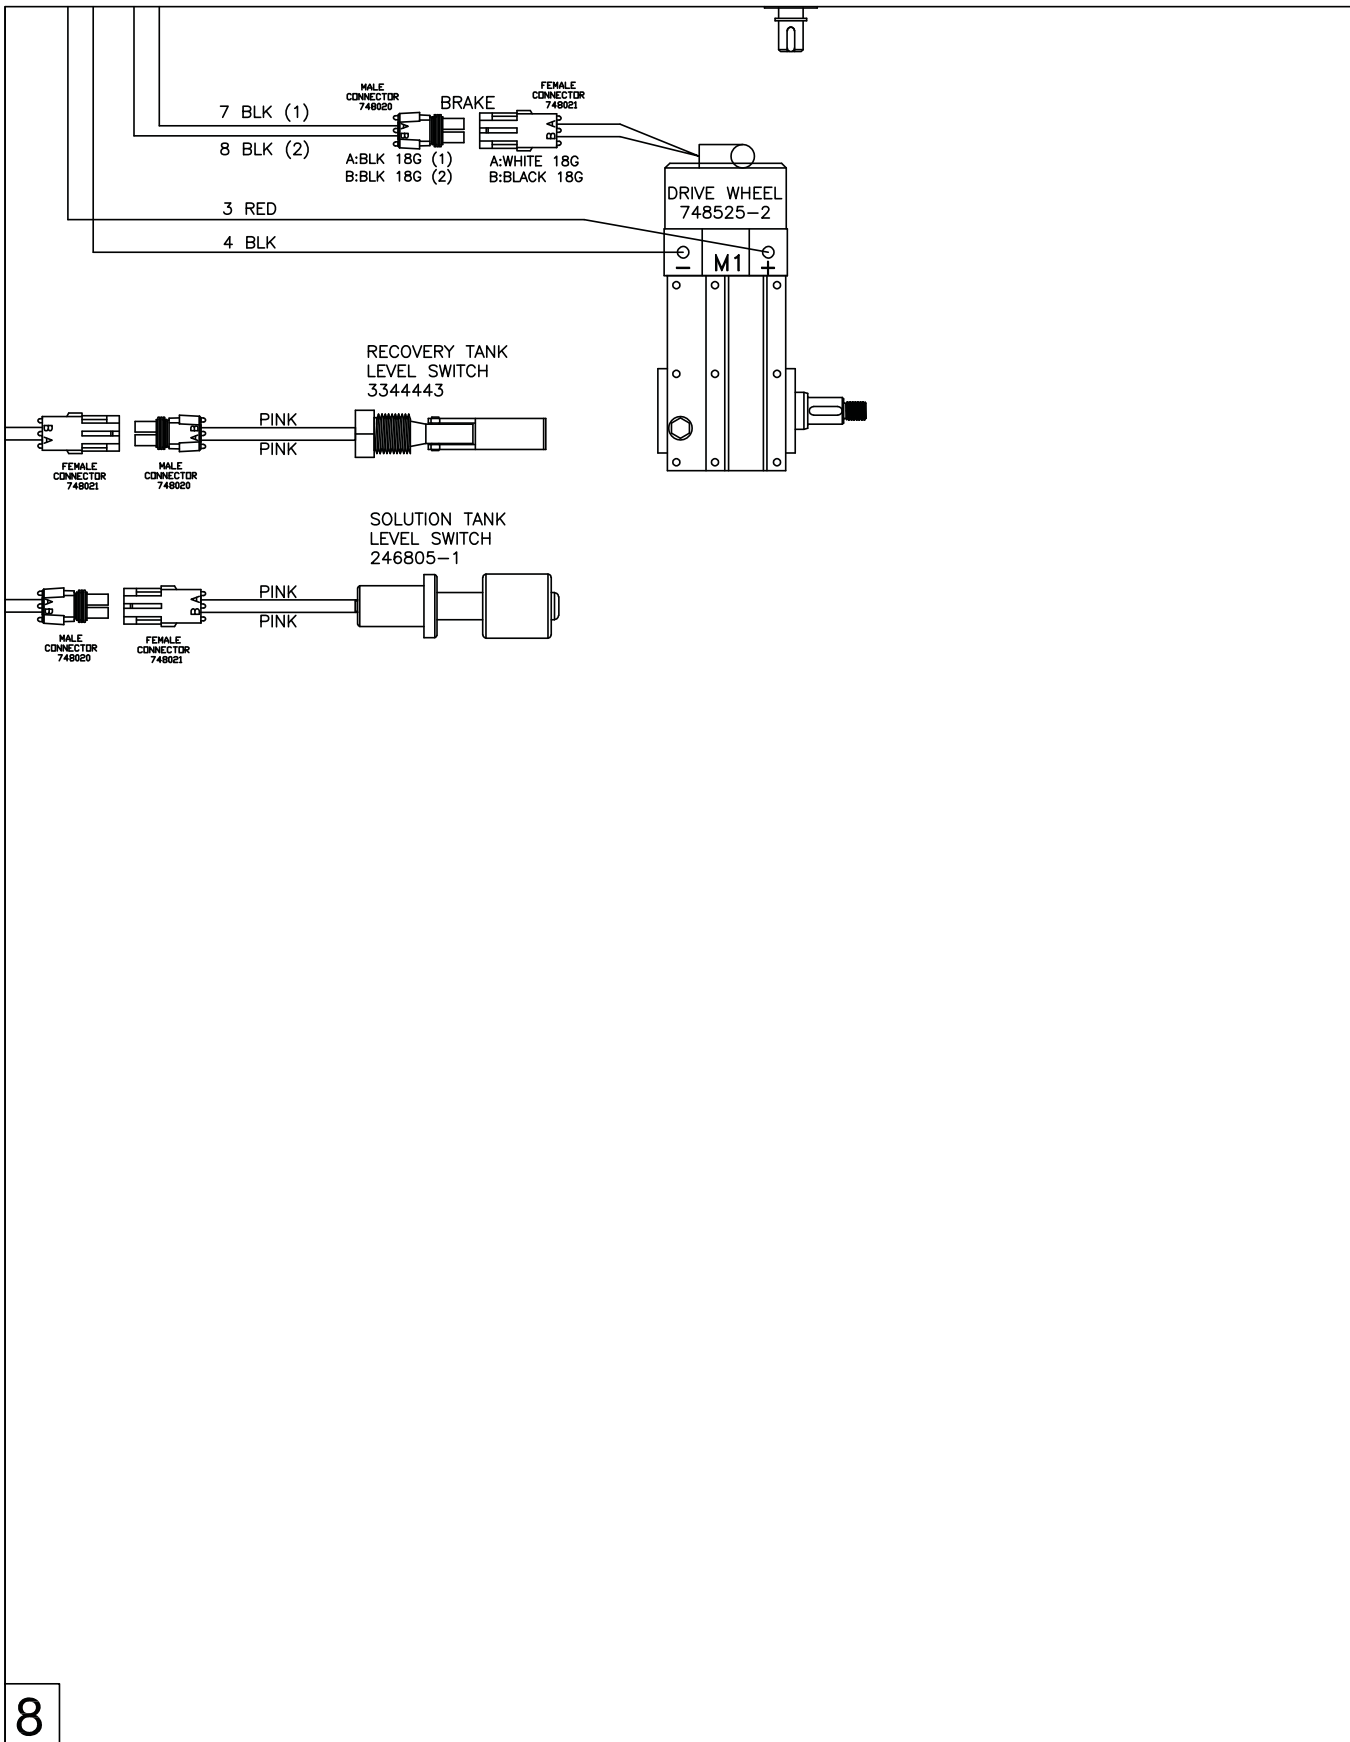 MALE
CONNECTOR
748020
BRAKE
FEMALE
CONNECTOR
748021
7 BLK (1)
8 BLK (2)
A
B
A
B
A:BLK 18G (1)
B:BLK 18G (2)
A:WHITE 18G
B:BLACK 18G
DRIVE WHEEL
748525-2
3 RED
4 BLK
- M1 +
RECOVERY TANK
LEVEL SWITCH
3344443
B
A
B
A
PINK
PINK
FEMALE
CONNECTOR
748021
MALE
CONNECTOR
748020
SOLUTION TANK
LEVEL SWITCH
246805-1
A
B
A
B
PINK
PINK
MALE
CONNECTOR
748020
FEMALE
CONNECTOR
748021
8